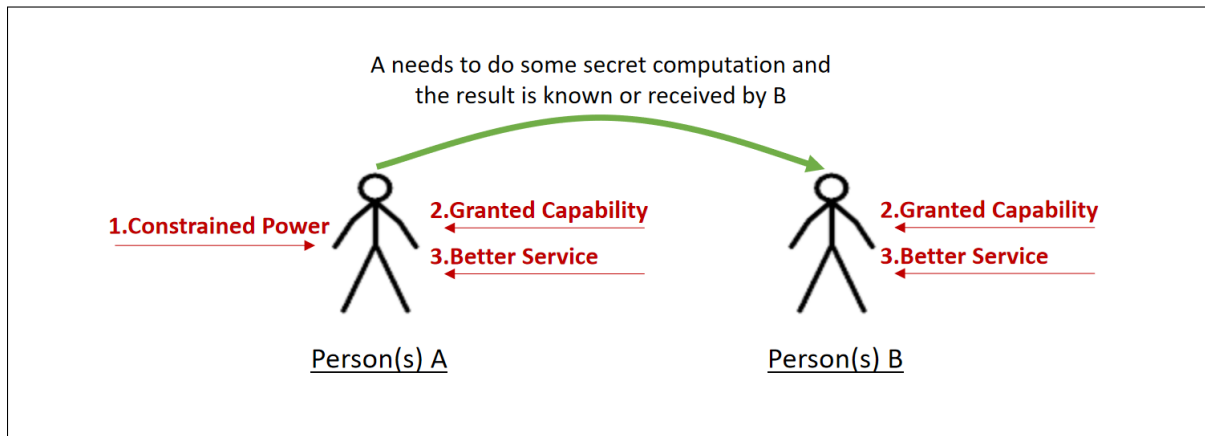 A needs to do some secret computation and
the result is known or received by B
1.Constrained Power
2.Granted Capability
3.Better Service
2.Granted Capability
3.Better Service
Person(s) A
Person(s) B